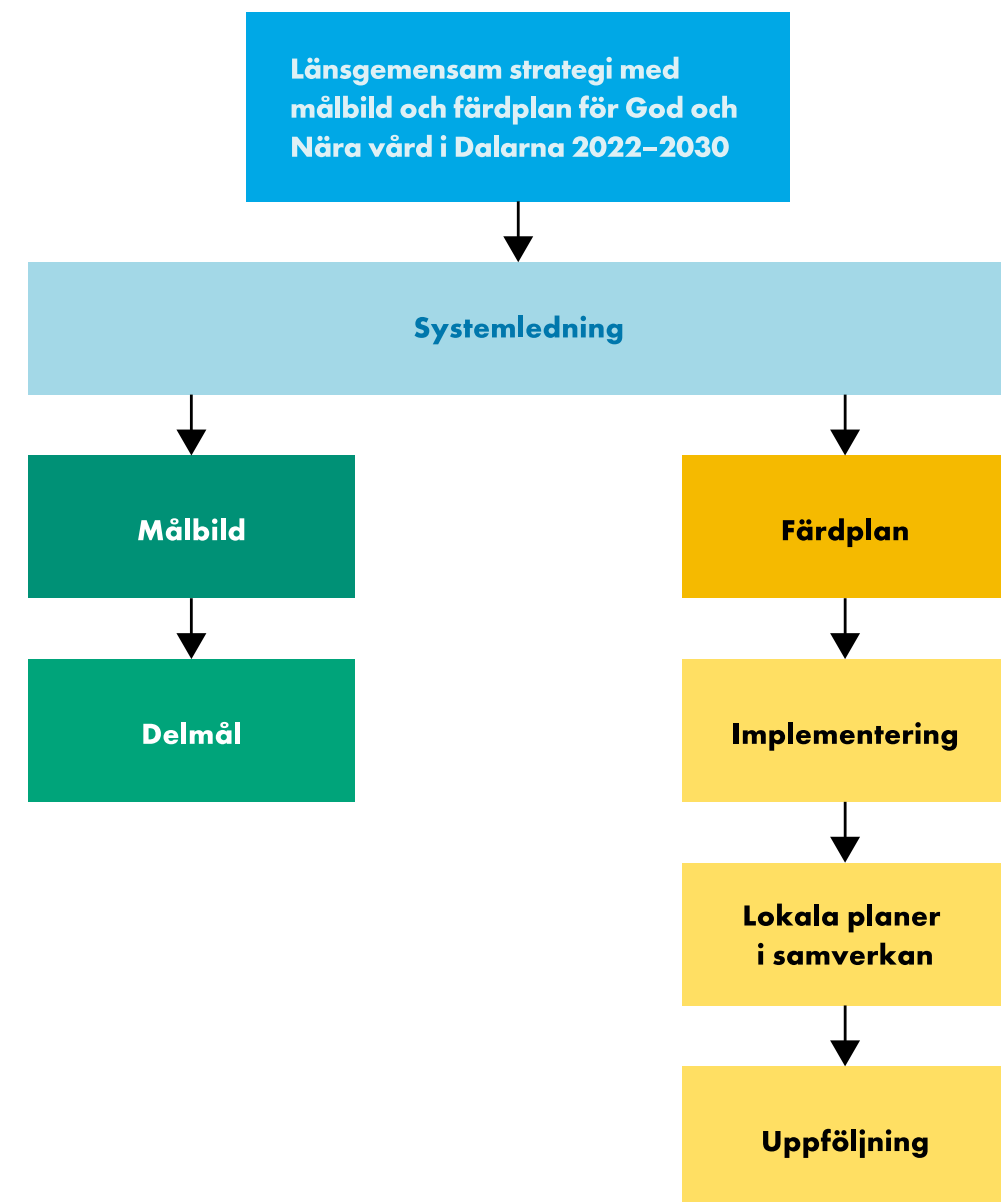 Länsgemensam strategi med
målbild och färdplan för God och
Nära vård i Dalarna 2022–2030
Systemledning
Målbild
Färdplan
Delmål
Implementering
Lokala planer
i samverkan
Uppföljning